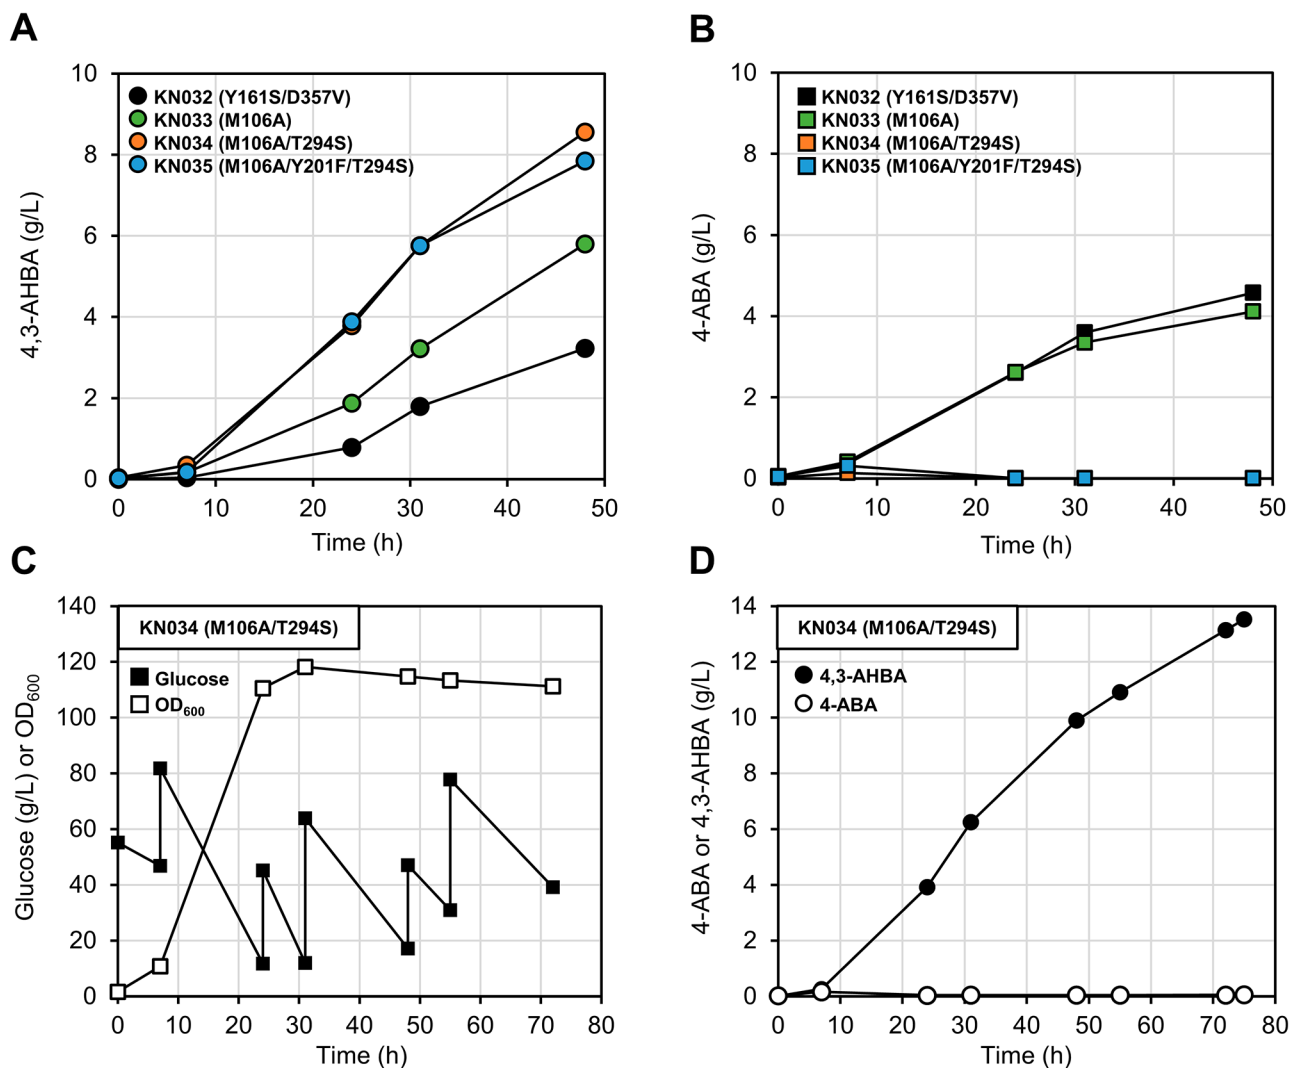 A
10
8
6
4
2
0
4,3-AHBA (g/L)
KN032 (Y161S/D357V)
KN033 (M106A)
KN034 (M106A/T294S)
KN035 (M106A/Y201F/T294S)
0 10 20 30 40 50
Time (h)
B
10
8
6
4
2
0
4-ABA (g/L)
KN032 (Y161S/D357V)
KN033 (M106A)
KN034 (M106A/T294S)
KN035 (M106A/Y201F/T294S)
0 10 20 30 40 50
Time (h)
C
140
120
100
80
60
40
20
0
Glucose (g/L) or OD600
KN034 (M106A/T294S)
Glucose
OD600
0 10 20 30 40 50 60 70 80
Time (h)
D
14
12
10
8
6
4
2
0
4-ABA or 4,3-AHBA (g/L)
KN034 (M106A/T294S)
4,3-AHBA
4-ABA
0 10 20 30 40 50 60 70 80
Time (h)